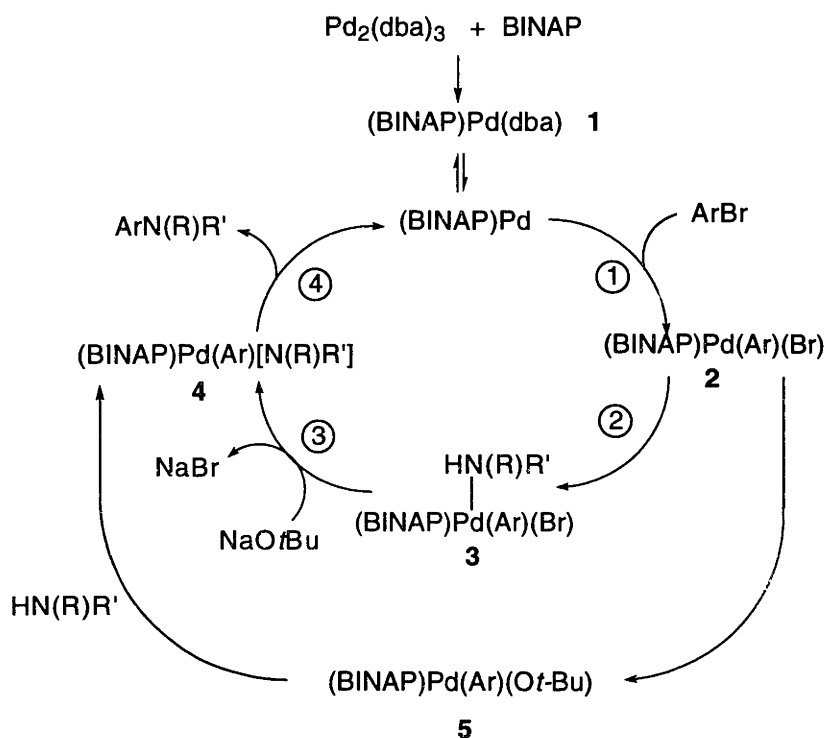 Pd₂(dba)₃ + BINAP
(BINAP)Pd(dba) 1
ArN(R)R'
(BINAP)Pd
ArBr
④
①
(BINAP)Pd(Ar)[N(R)R']
4
(BINAP)Pd(Ar)(Br)
2
③
②
NaBr
HN(R)R'
(BINAP)Pd(Ar)(Br)
3
NaOtBu
HN(R)R'
(BINAP)Pd(Ar)(Ot-Bu)
5